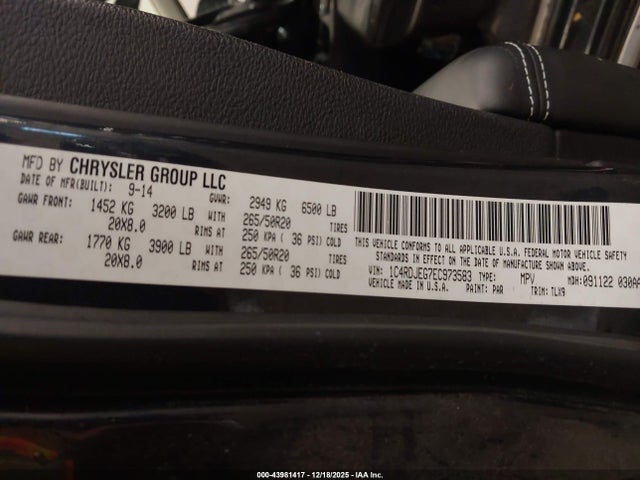 MFD BY CHRYSLER GROUP LLC
DATE OF MFR(BUILT): 9-14 GVWR: 2949 KG 6500 LB
GAWR FRONT: 1452 KG 3200 LB WITH 265/50R20 TIRES
20X8.0 RIMS AT 250 KPA ( 36 PSI) COLD
GAWR REAR: 1770 KG 3900 LB WITH 265/50R20 TIRES
20X8.0 RIMS AT 250 KPA ( 36 PSI) COLD
THIS VEHICLE CONFORMS TO ALL APPLICABLE U.S.A. FEDERAL MOTOR VEHICLE SAFETY
STANDARDS IN EFFECT ON THE DATE OF MANUFACTURE SHOWN ABOVE.
VIN: 1C4RDJEG7EC973583 TYPE: MPV MDH: 091122 030AA
VEHICLE MADE IN U.S.A. PAINT: PAR TRIM: TLX9
000-43981417 - 12/18/2025 - IAA Inc.